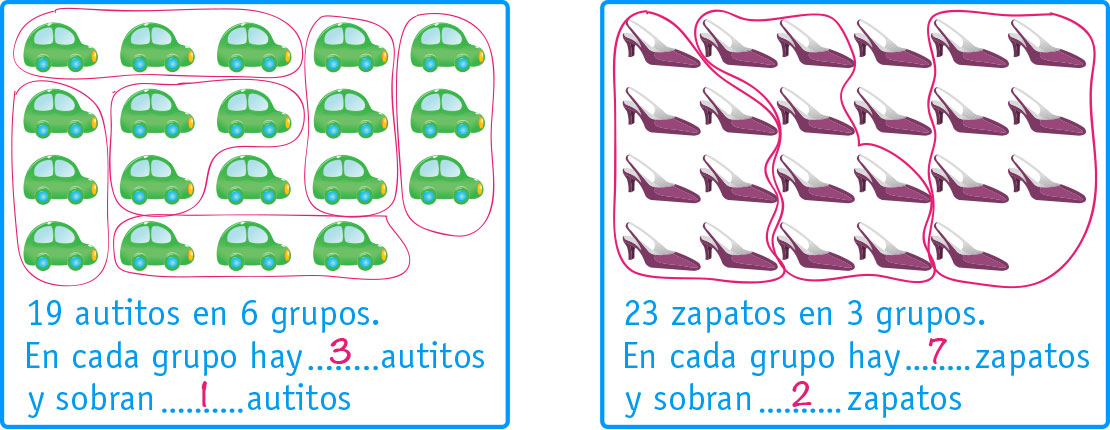 19 autitos en 6 grupos.
En cada grupo hay ...3... autitos
y sobran ...1... autitos
23 zapatos en 3 grupos.
En cada grupo hay ...7... zapatos
y sobran ...2... zapatos